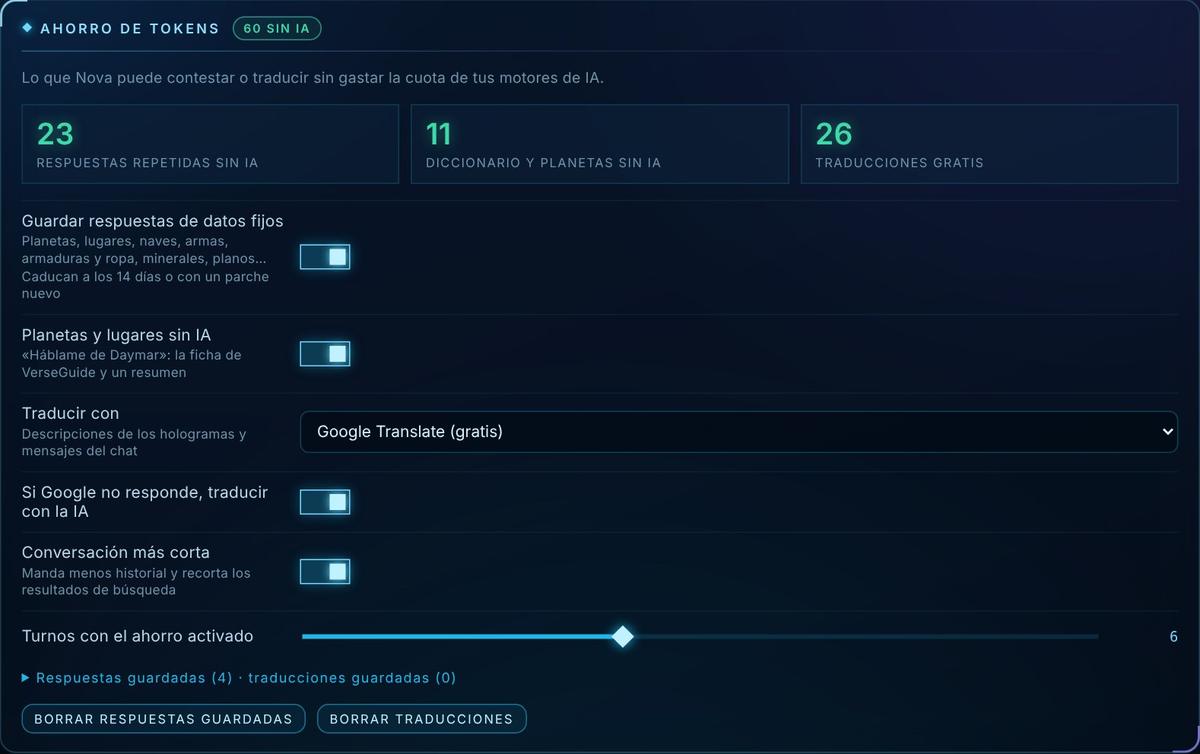 AHORRO DE TOKENS 60 SIN IA
Lo que Nova puede contestar o traducir sin gastar la cuota de tus motores de IA.
23
RESPUESTAS REPETIDAS SIN IA
11
DICCIONARIO Y PLANETAS SIN IA
26
TRADUCCIONES GRATIS
Guardar respuestas de datos fijos
Planetas, lugares, naves, armas,
armaduras y ropa, minerales, planos...
Caducan a los 14 días o con un parche
nuevo
Planetas y lugares sin IA
«Háblame de Daymar»: la ficha de
VerseGuide y un resumen
Traducir con
Descripciones de los hologramas y
mensajes del chat
Google Translate (gratis)
Si Google no responde, traducir
con la IA
Conversación más corta
Manda menos historial y recorta los
resultados de búsqueda
Turnos con el ahorro activado 6
Respuestas guardadas (4) · traducciones guardadas (0)
BORRAR RESPUESTAS GUARDADAS BORRAR TRADUCCIONES